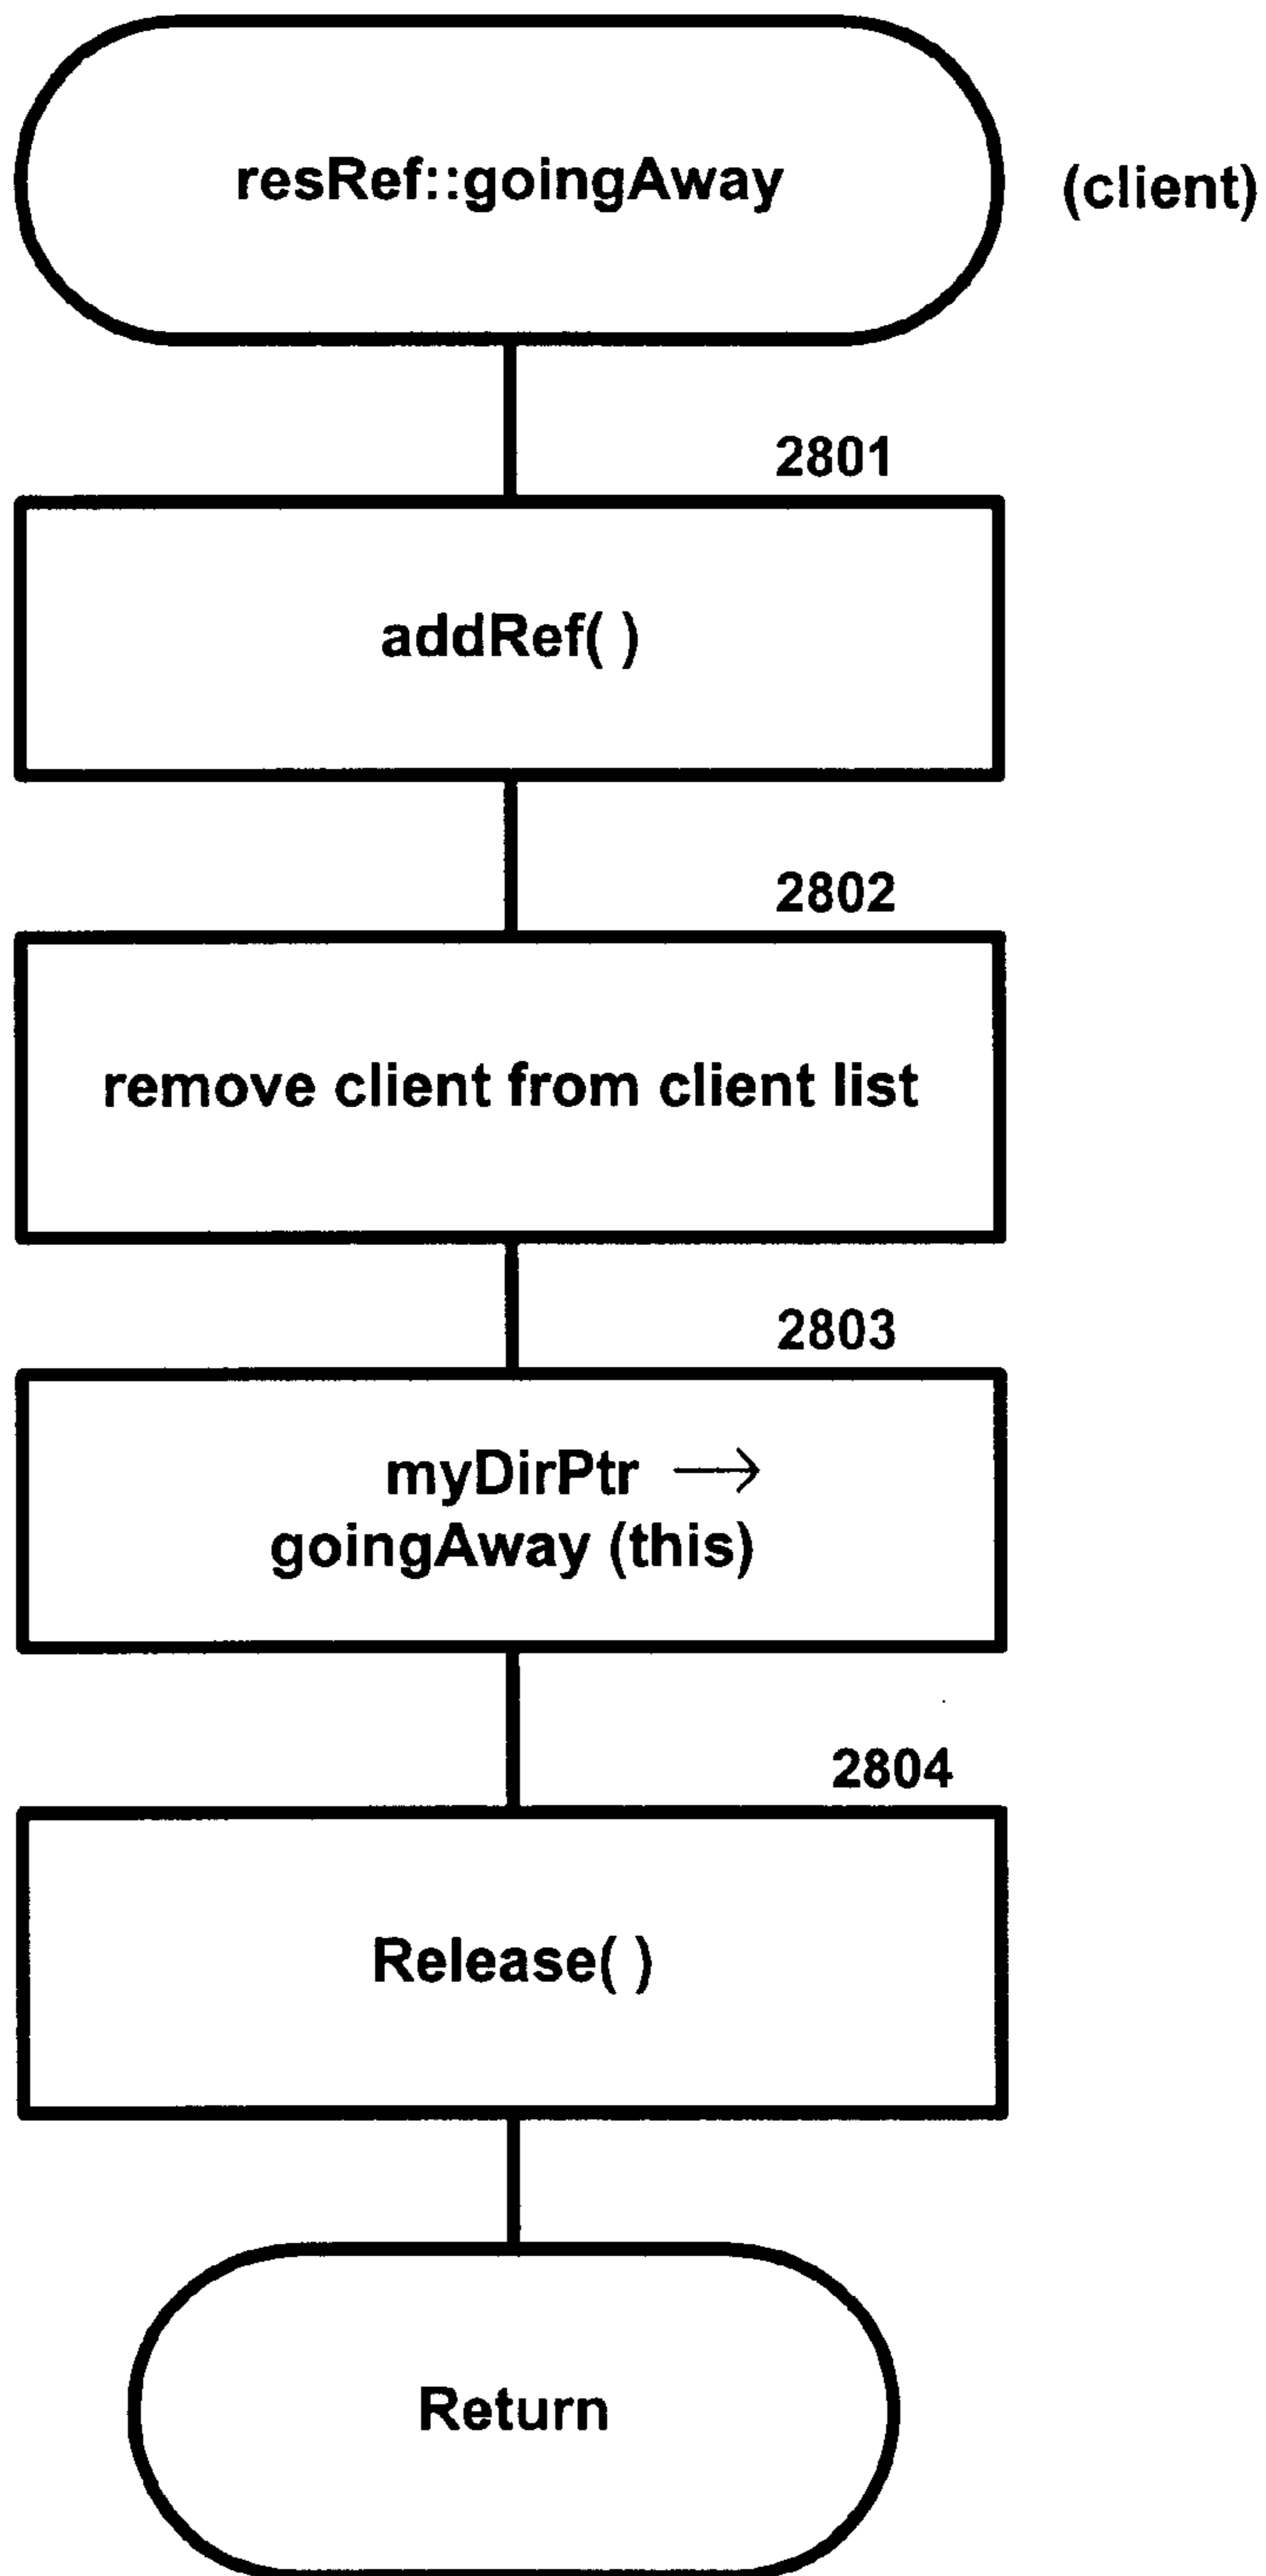 resRef::goingAway (client)
2801
addRef( )
2802
remove client from client list
2803
myDirPtr →
goingAway (this)
2804
Release( )
Return